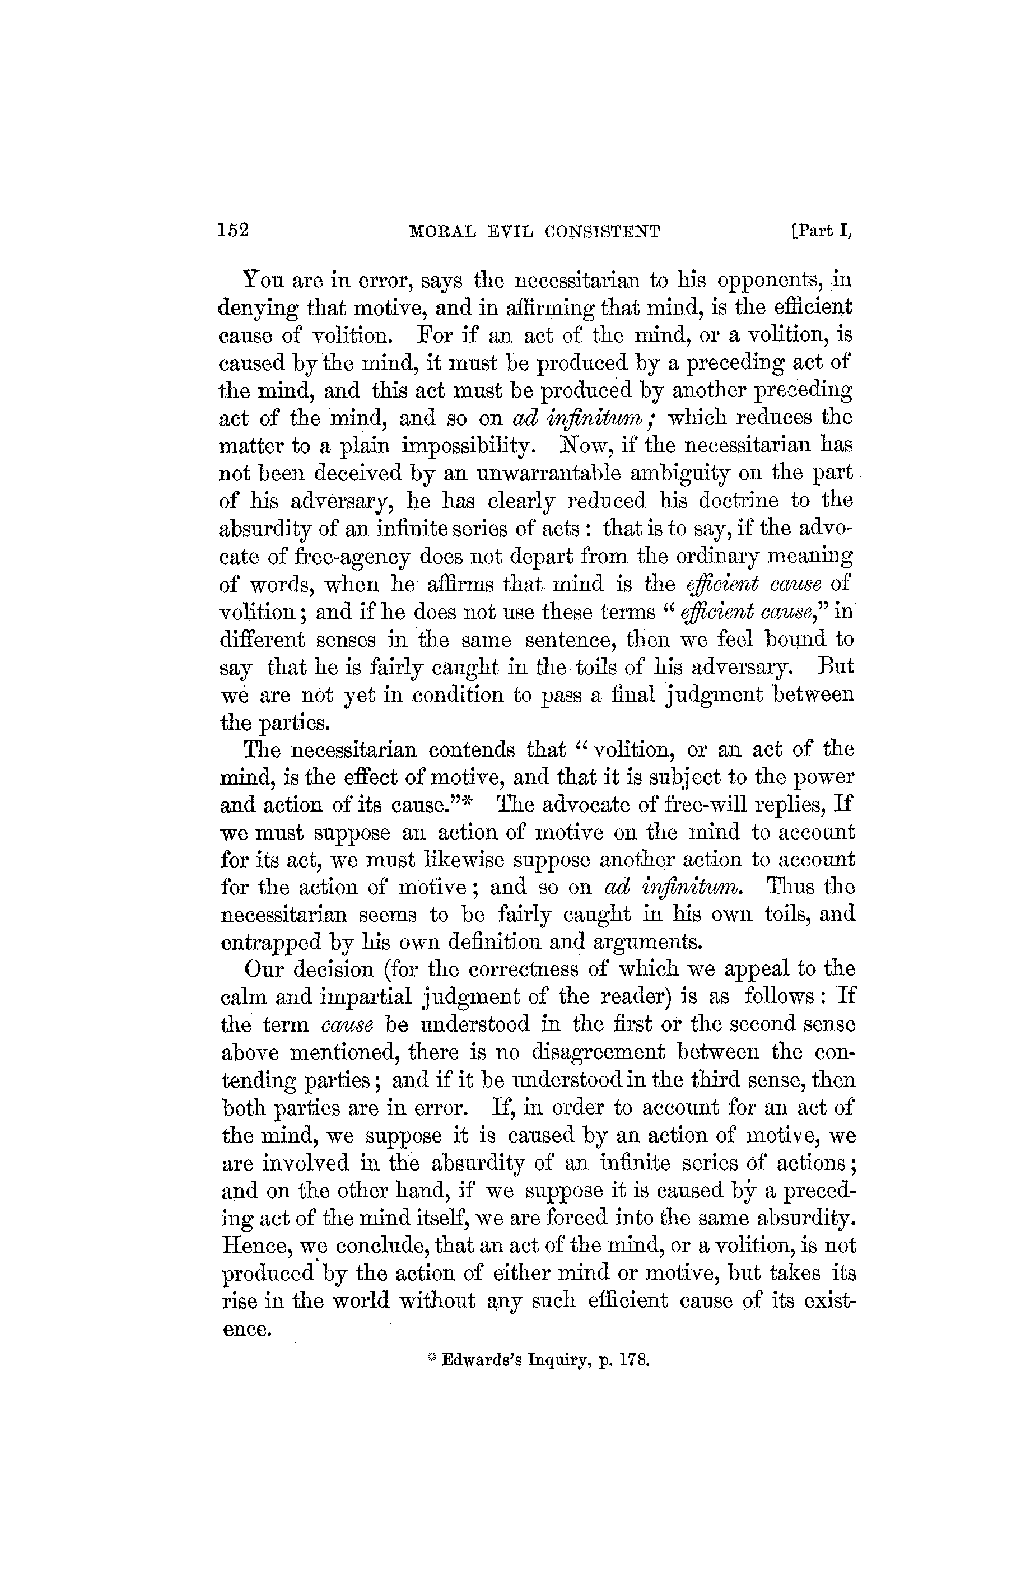 152 MORAL EVIL CONSISTENT [Part I,
You are in error, says the necessitarian to his opponents, in
denying that motive, and in affirming that mind, is the efficient
cause of volition. For if an act of the mind, or a volition, is
caused by the mind, it must be produced by a preceding act of
the mind, and this act must be produced by another preceding
act of the mind, and so on ad infinitum; which reduces the
matter to a plain impossibility. Now, if the necessitarian has
not been deceived by an unwarrantable ambiguity on the part
of his adversary, he has clearly reduced his doctrine to the
absurdity of an infinite series of acts: that is to say, if the advo-
cate of free-agency does not depart from the ordinary meaning
of words, when he affirms that mind is the efficient cause of
volition; and if he does not use these terms "efficient cause," in
different senses in the same sentence, then we feel bound to
say that he is fairly caught in the toils of his adversary. But
we are not yet in condition to pass a final judgment between
the parties.
The necessitarian contends that "volition, or an act of the
mind, is the effect of motive, and that it is subject to the power
and action of its cause."* The advocate of free-will replies, If
we must suppose an action of motive on the mind to account
for its act, we must likewise suppose another action to account
for the action of motive; and so on ad infinitum. Thus the
necessitarian seems to be fairly caught in his own toils, and
entrapped by his own definition and arguments.
Our decision (for the correctness of which we appeal to the
calm and impartial judgment of the reader) is as follows: If
the term cause be understood in the first or the second sense
above mentioned, there is no disagreement between the con-
tending parties; and if it be understood in the third sense, then
both parties are in error. If, in order to account for an act of
the mind, we suppose it is caused by an action of motive, we
are involved in the absurdity of an infinite series of actions;
and on the other hand, if we suppose it is caused by a preced-
ing act of the mind itself, we are forced into the same absurdity.
Hence, we conclude, that an act of the mind, or a volition, is not
produced by the action of either mind or motive, but takes its
rise in the world without any such efficient cause of its exist-
ence.
* Edwards's Inquiry, p. 178.